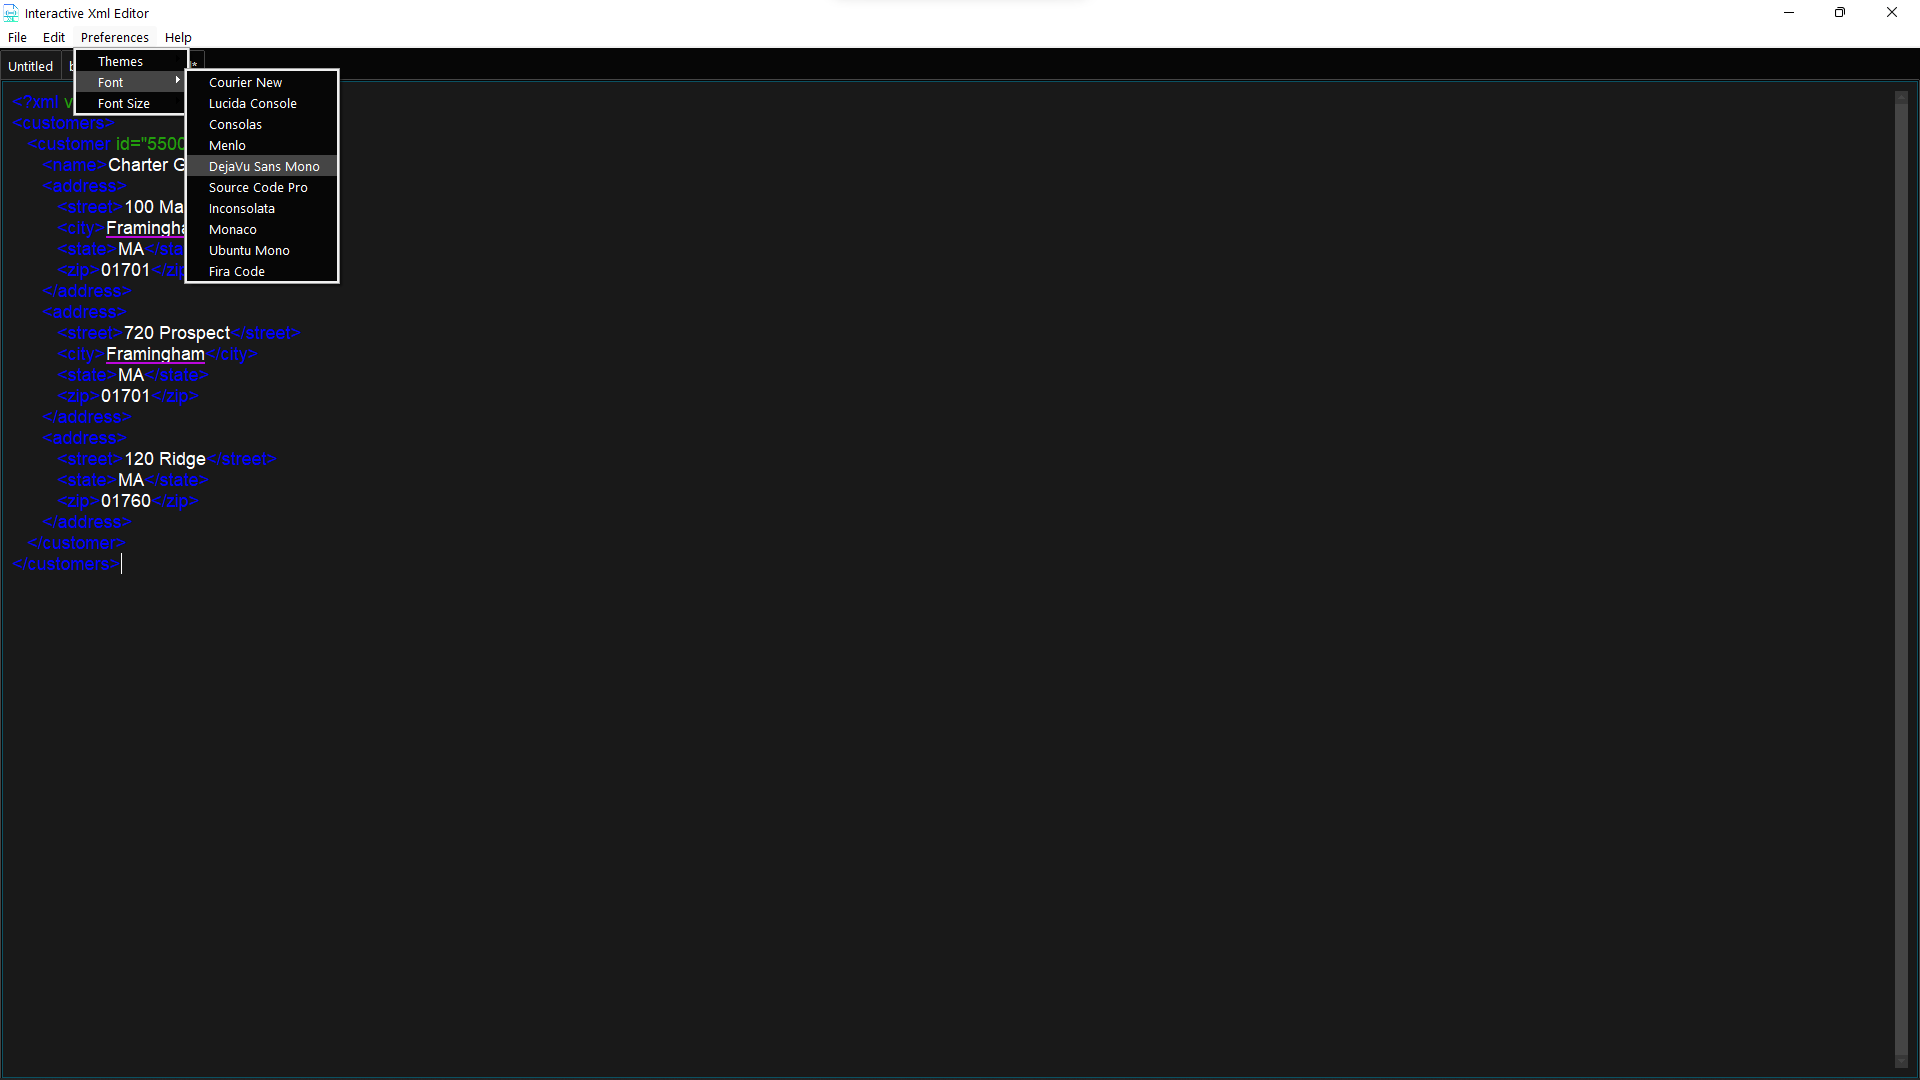 Interactive Xml Editor
File Edit Preferences Help
Untitled
Themes
Font
Font Size
Courier New
Lucida Console
Consolas
Menlo
DejaVu Sans Mono
Source Code Pro
Inconsolata
Monaco
Ubuntu Mono
Fira Code
<?xml v
<customers>
<customer id="5500
<name>Charter G
<address>
<street>100 Ma
<city>Framingha
<state>MA</sta
<zip>01701</zip
</address>
<address>
<street>720 Prospect</street>
<city>Framingham</city>
<state>MA</state>
<zip>01701</zip>
</address>
<address>
<street>120 Ridge</street>
<state>MA</state>
<zip>01760</zip>
</address>
</customer>
</customers>